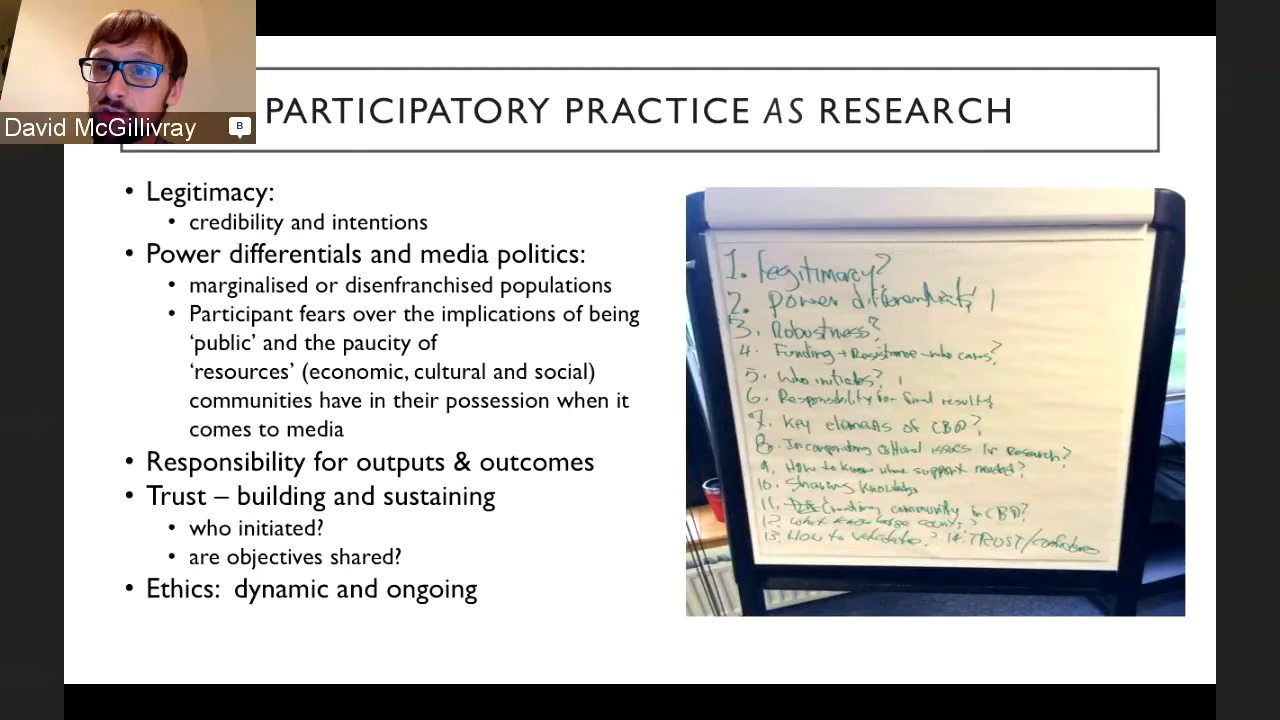 PARTICIPATORY PRACTICE AS RESEARCH
David McGillivray
B
• Legitimacy:
• credibility and intentions
• Power differentials and media politics:
• marginalised or disenfranchised populations
• Participant fears over the implications of being
‘public’ and the paucity of
‘resources’ (economic, cultural and social)
communities have in their possession when it
comes to media
• Responsibility for outputs & outcomes
• Trust – building and sustaining
• who initiated?
• are objectives shared?
• Ethics: dynamic and ongoing
1. Legitimacy?
2. Power differentials
3. Robustness?
4. Funding + Resistance - who cares?
5. Who initiates?
6. Responsibility for final results
7. Key elements of
8. Incorporating cultural issues in research?
9. How to know where support needed?
10. Sharing knowledge
11. Creating community in
12. What knowledge counts?
13. How to validate? 14. TRUST/